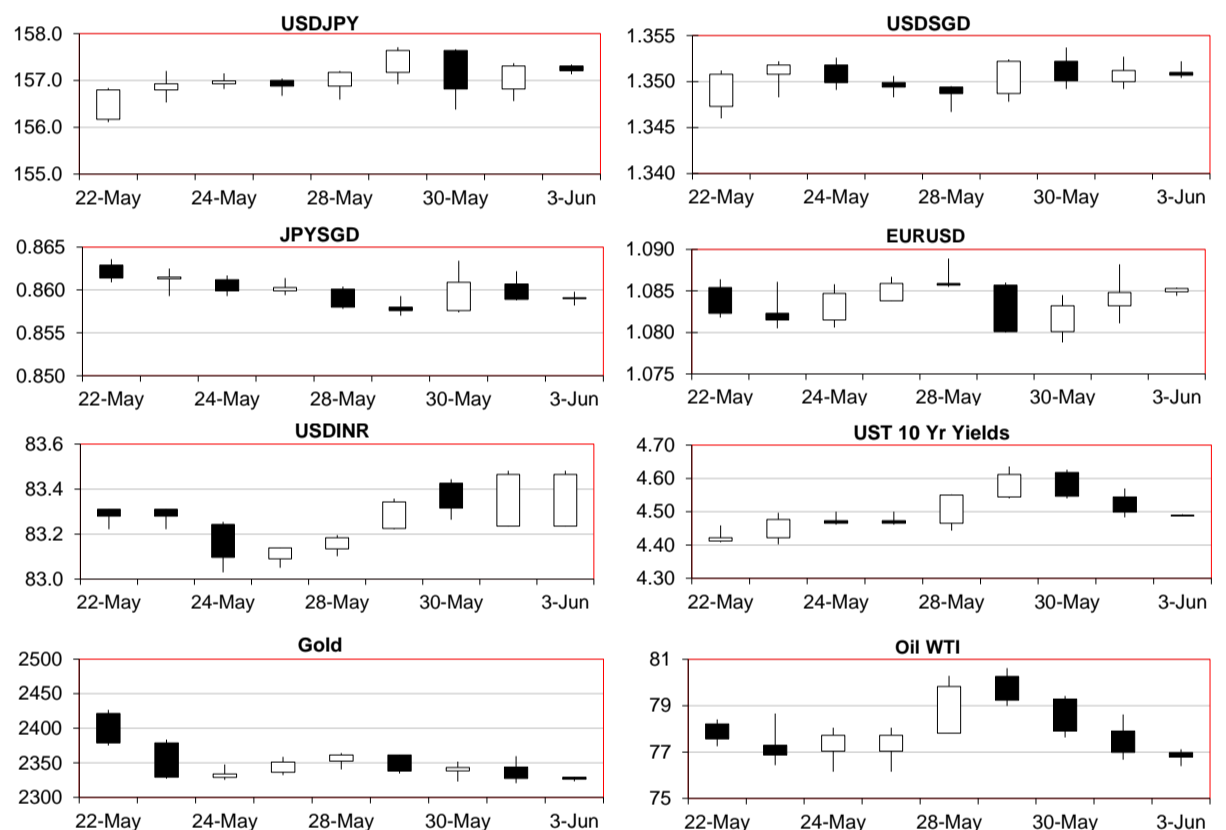 USDJPY
158.0
157.0
156.0
155.0
22-May 24-May 28-May 30-May 3-Jun
USDSGD
1.355
1.350
1.345
1.340
22-May 24-May 28-May 30-May 3-Jun
JPYSGD
0.865
0.860
0.855
0.850
22-May 24-May 28-May 30-May 3-Jun
EURUSD
1.090
1.085
1.080
1.075
22-May 24-May 28-May 30-May 3-Jun
USDINR
83.6
83.4
83.2
83.0
22-May 24-May 28-May 30-May 3-Jun
UST 10 Yr Yields
4.70
4.60
4.50
4.40
4.30
22-May 24-May 28-May 30-May 3-Jun
Gold
2500
2450
2400
2350
2300
22-May 24-May 28-May 30-May 3-Jun
Oil WTI
81
79
77
75
22-May 24-May 28-May 30-May 3-Jun